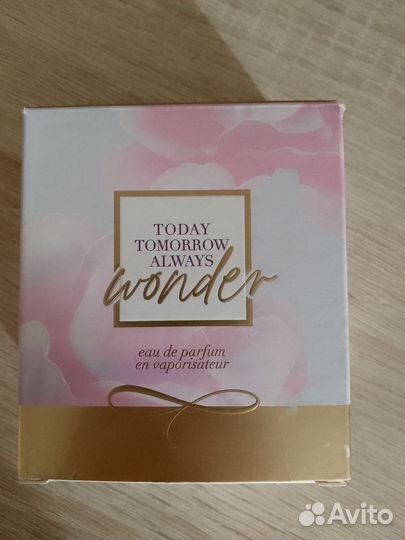 TODAY
TOMORROW
ALWAYS
wonder
eau de parfum
en vaporisateur
Avito